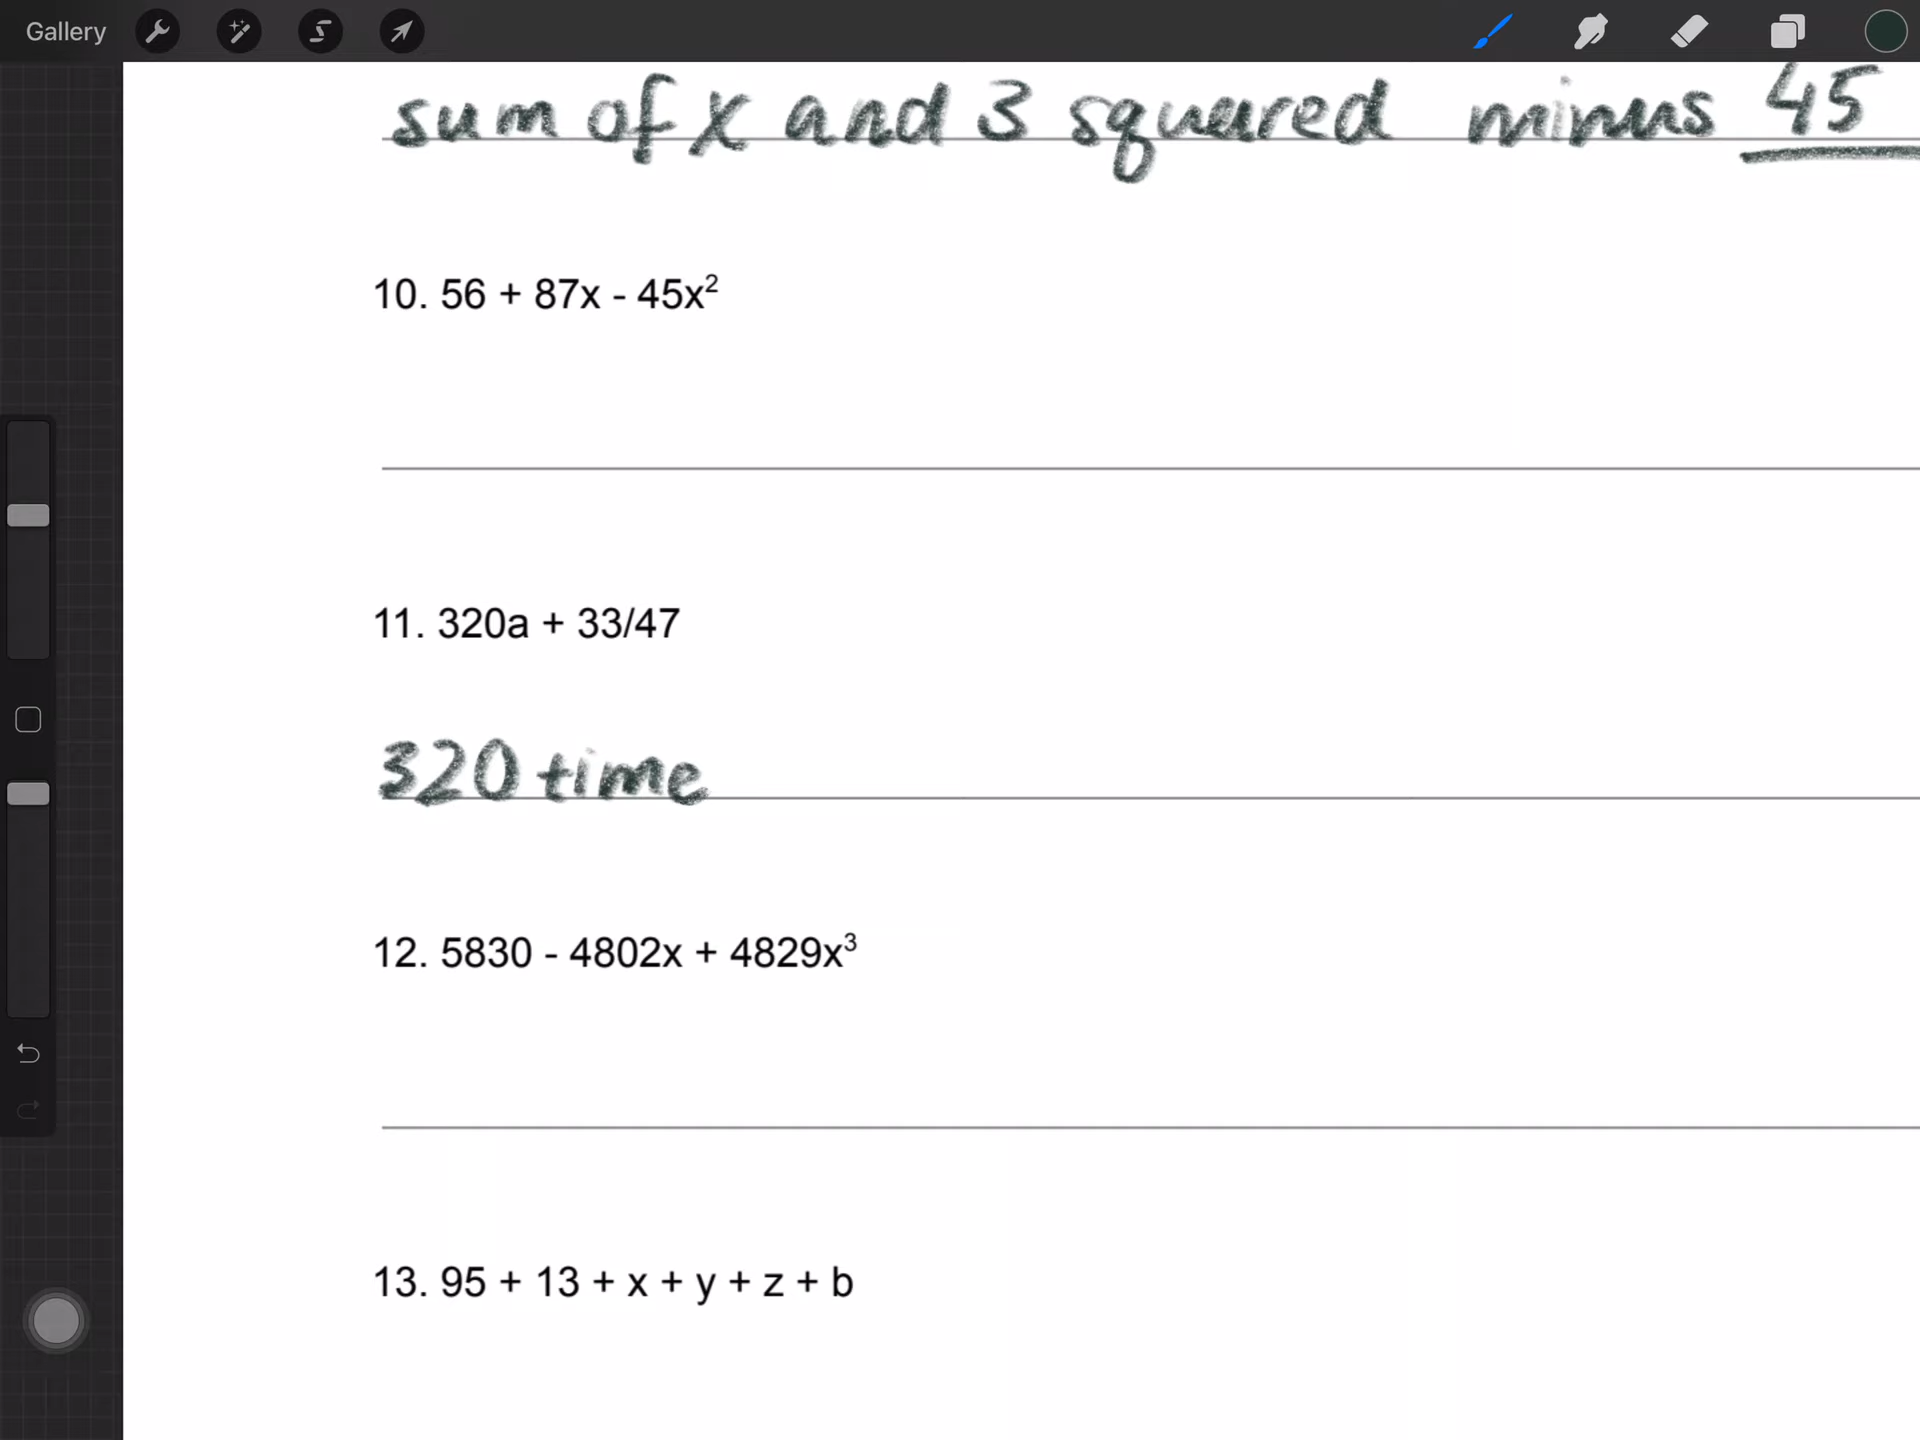 Gallery
sum of x and 3 squared minus 45
10. 56 + 87x - 45x²
11. 320a + 33/47
320 time
12. 5830 - 4802x + 4829x³
13. 95 + 13 + x + y + z + b